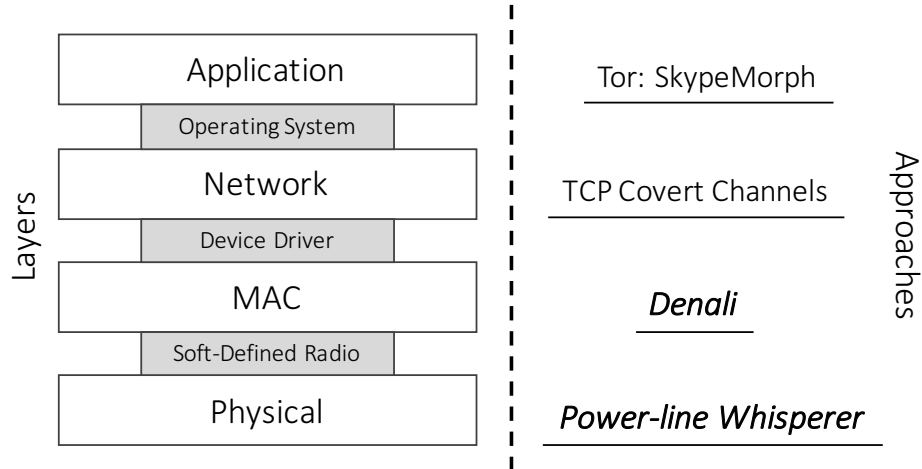 Layers
Application
Operating System
Network
Device Driver
MAC
Soft-Defined Radio
Physical
Tor: SkypeMorph
TCP Covert Channels
Denali
Power-line Whisperer
Approaches